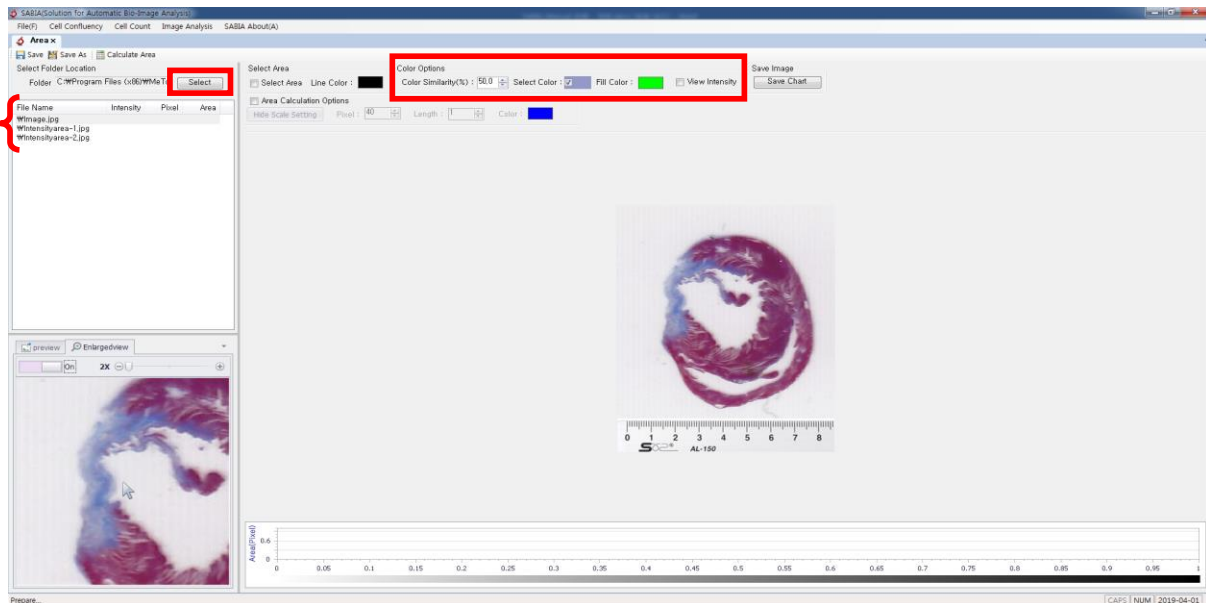 SABIA(Solution for Automatic Bio-Image Analysis)
File(F) Cell Confluency Cell Count Image Analysis SABIA About(A)
Area x
Save Save As Calculate Area
Select Folder Location
Folder C:₩Program Files (x86)₩MeTo Select
File Name Intensity Pixel Area
₩Image.jpg
₩Intensityarea-1.jpg
₩Intensityarea-2.jpg
Select Area
Select Area Line Color :
Color Options
Color Similarity(%) : 50.0 Select Color : Fill Color : View Intensity
Save Image
Save Chart
Area Calculation Options
Hide Scale Setting Pixel : 40 Length : 1 Color :
preview Enlargedview
On 2X
0 1 2 3 4 5 6 7 8
AL-150
Area(Pixel)
0.6
0
0 0.05 0.1 0.15 0.2 0.25 0.3 0.35 0.4 0.45 0.5 0.55 0.6 0.65 0.7 0.75 0.8 0.85 0.9 0.95 1
Prepare... CAPS NUM 2019-04-01